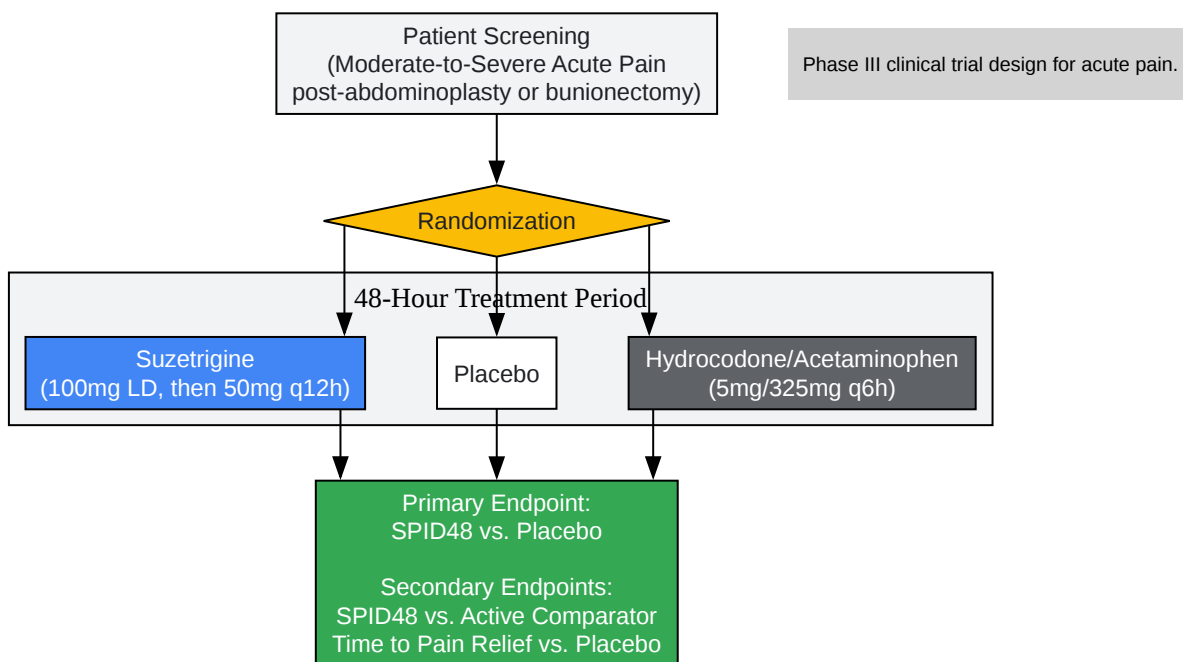 Patient Screening
(Moderate-to-Severe Acute Pain
post-abdominoplasty or bunionectomy)
Phase III clinical trial design for acute pain.
Randomization
48-Hour Treatment Period
Suzetrigine
(100mg LD, then 50mg q12h)
Placebo
Hydrocodone/Acetaminophen
(5mg/325mg q6h)
Primary Endpoint:
SPID48 vs. Placebo
Secondary Endpoints:
SPID48 vs. Active Comparator
Time to Pain Relief vs. Placebo